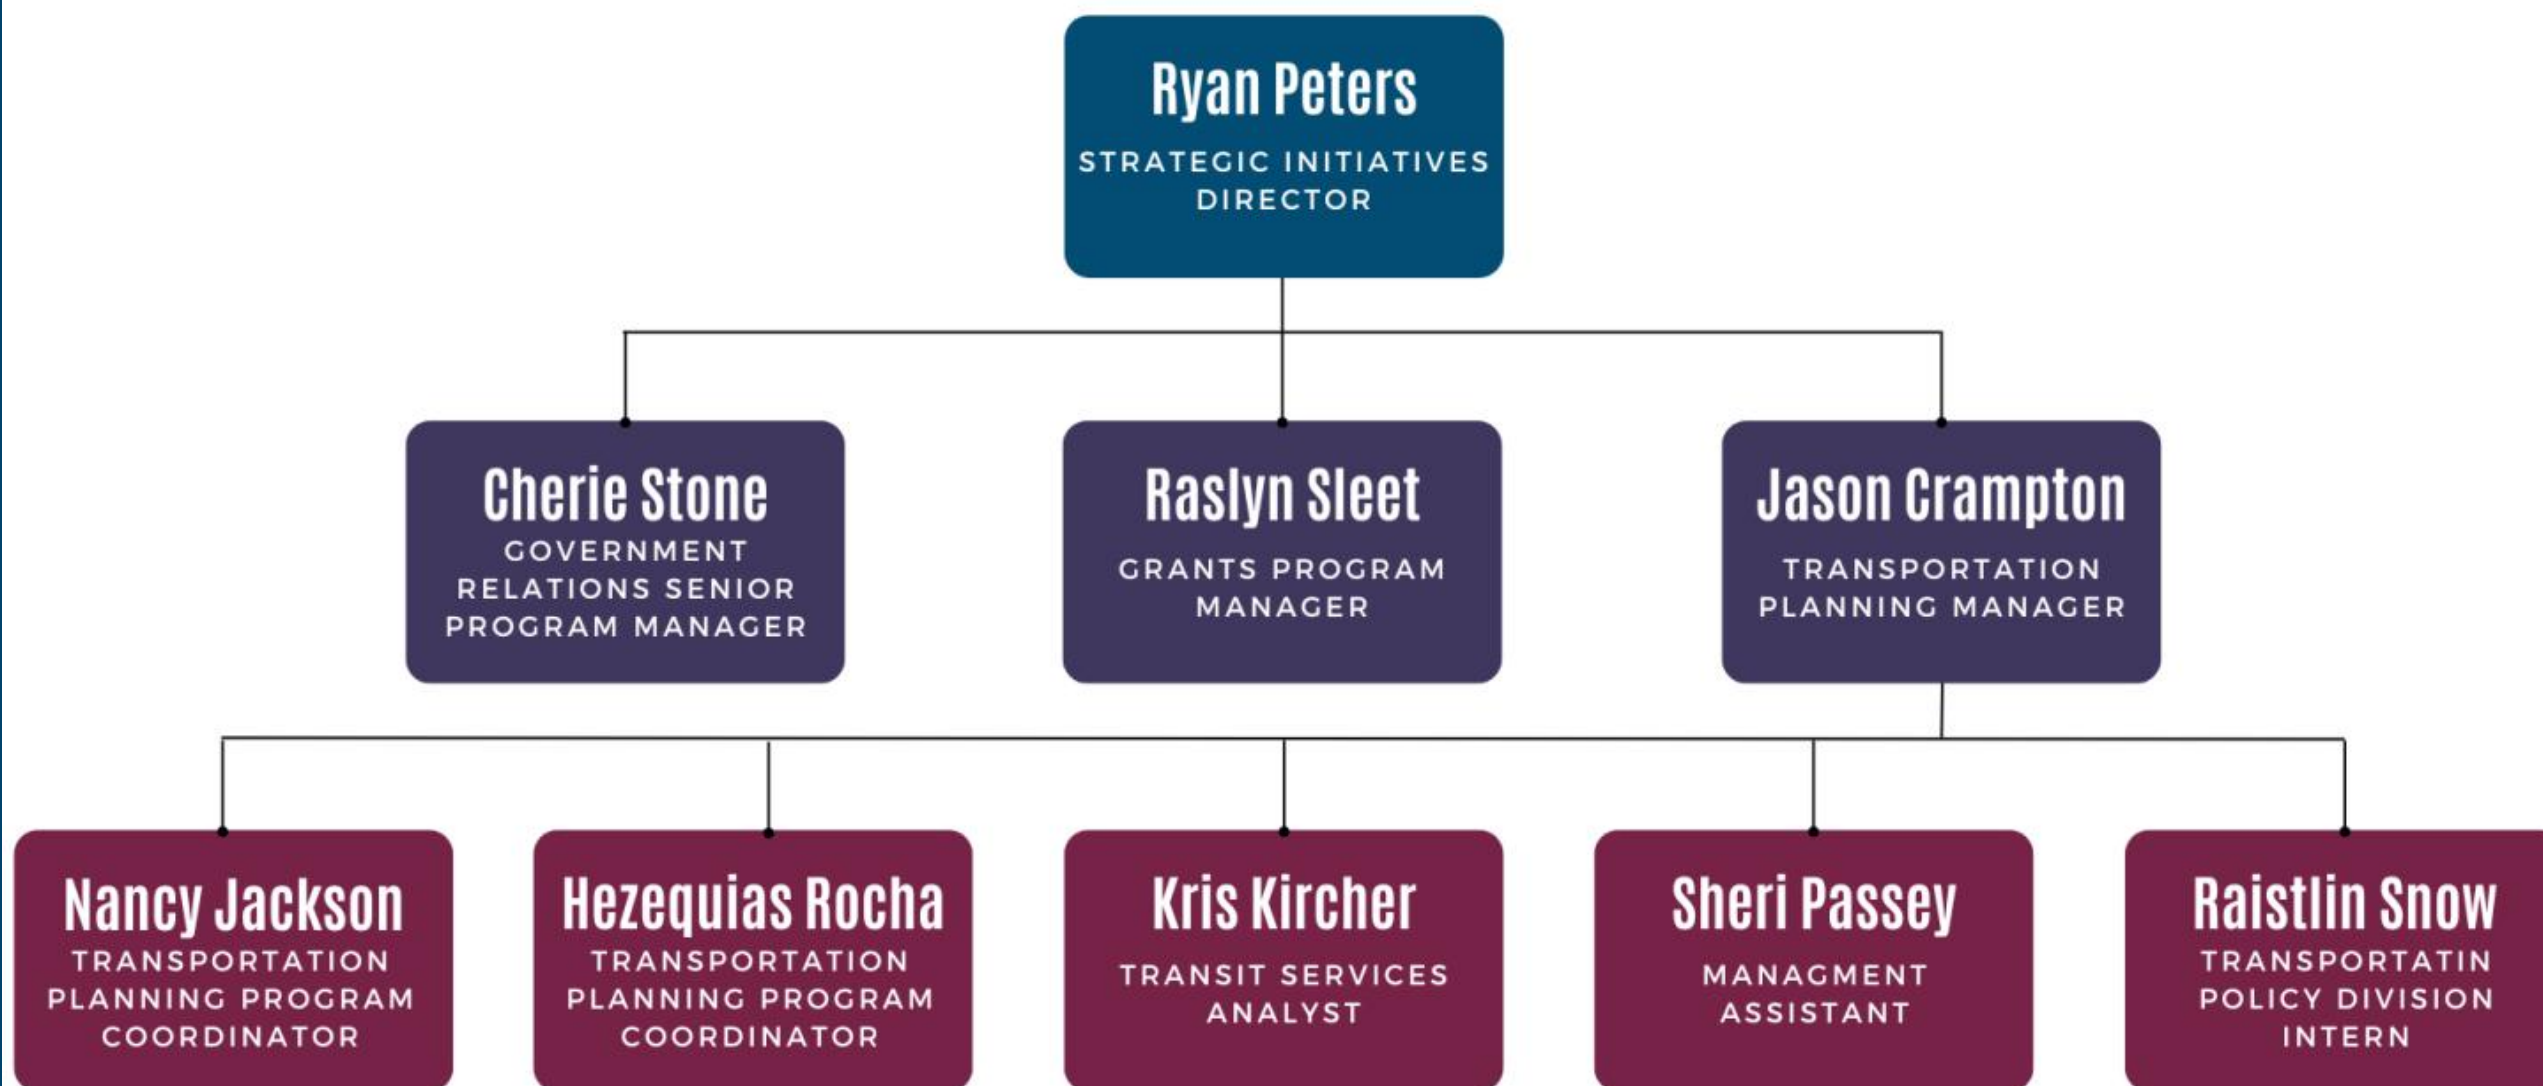 Ryan Peters
STRATEGIC INITIATIVES
DIRECTOR
Cherie Stone
GOVERNMENT
RELATIONS SENIOR
PROGRAM MANAGER
Raslyn Sleet
GRANTS PROGRAM
MANAGER
Jason Crampton
TRANSPORTATION
PLANNING MANAGER
Nancy Jackson
TRANSPORTATION
PLANNING PROGRAM
COORDINATOR
Hezequias Rocha
TRANSPORTATION
PLANNING PROGRAM
COORDINATOR
Kris Kircher
TRANSIT SERVICES
ANALYST
Sheri Passey
MANAGMENT
ASSISTANT
Raistlin Snow
TRANSPORTATIN
POLICY DIVISION
INTERN